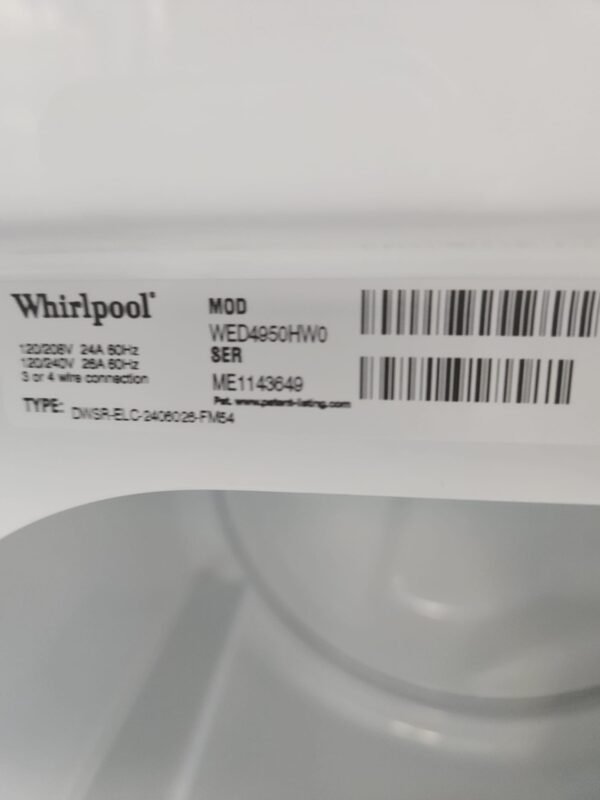 Whirlpool
120/208V 24A 60Hz
120/240V 26A 60Hz
3 or 4 wire connection
TYPE: DWSR-ELC-2406026-FM54
MOD
WED4950HW0
SER
ME1143649
Pat. www.patent-listing.com